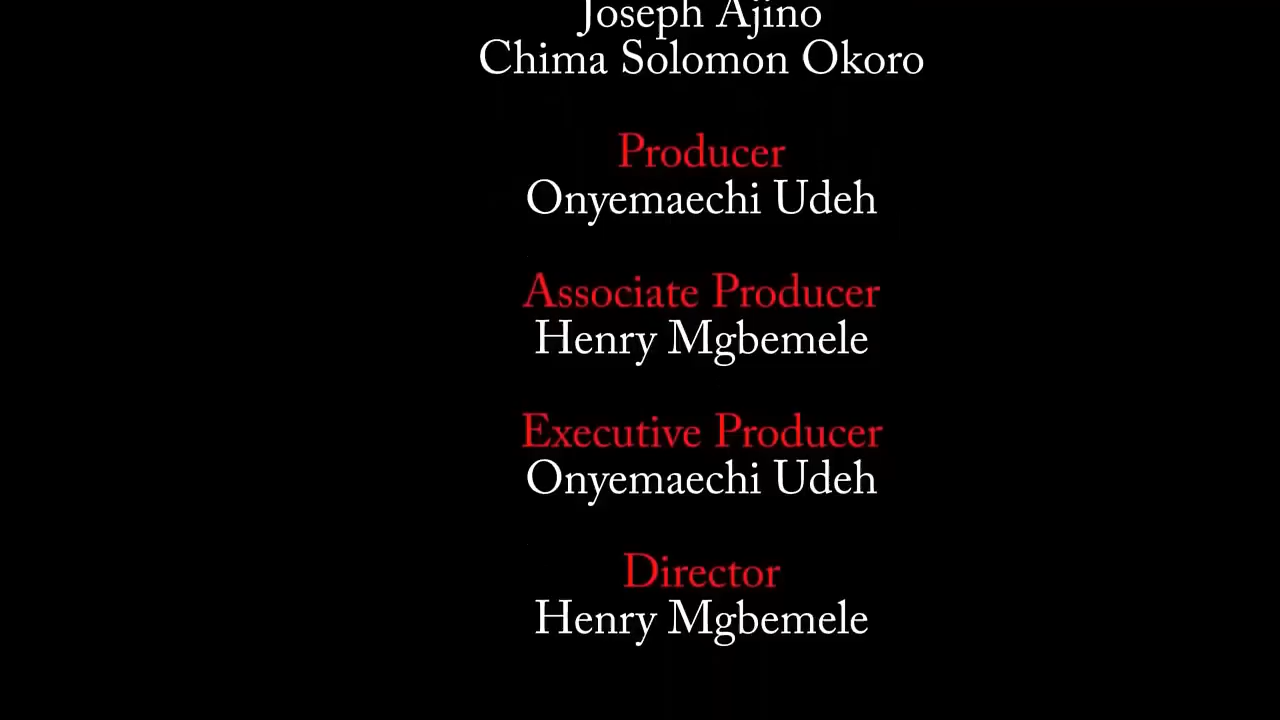 Joseph Ajino
Chima Solomon Okoro
Producer
Onyemaechi Udeh
Associate Producer
Henry Mgbemele
Executive Producer
Onyemaechi Udeh
Director
Henry Mgbemele